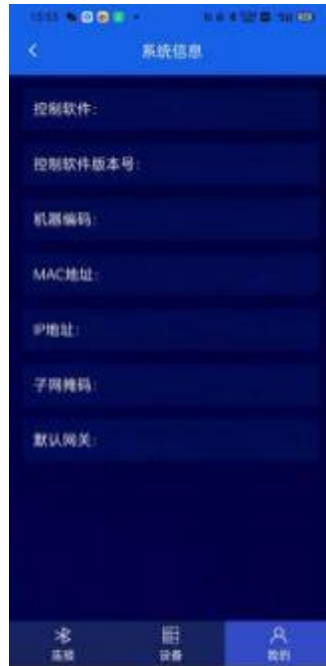 系统信息
控制软件:
控制软件版本号:
机器编码:
MAC地址:
IP地址:
子网掩码:
默认网关:
连接
设备
我的